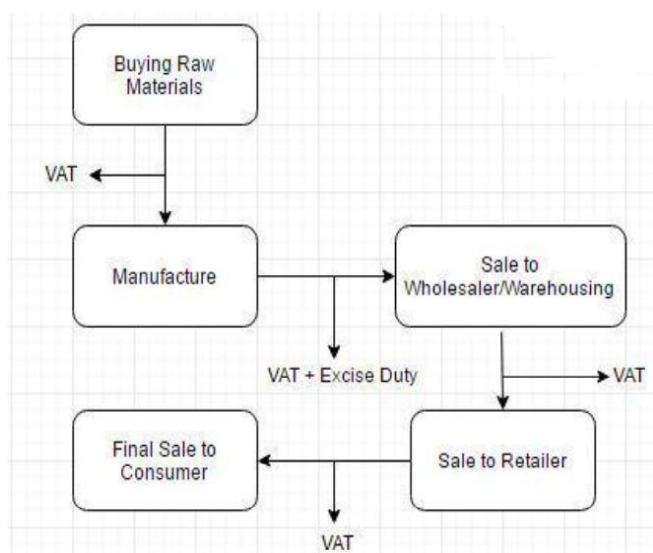 Buying Raw
Materials
VAT
Manufacture
Sale to
Wholesaler/Warehousing
VAT + Excise Duty
VAT
Final Sale to
Consumer
Sale to Retailer
VAT